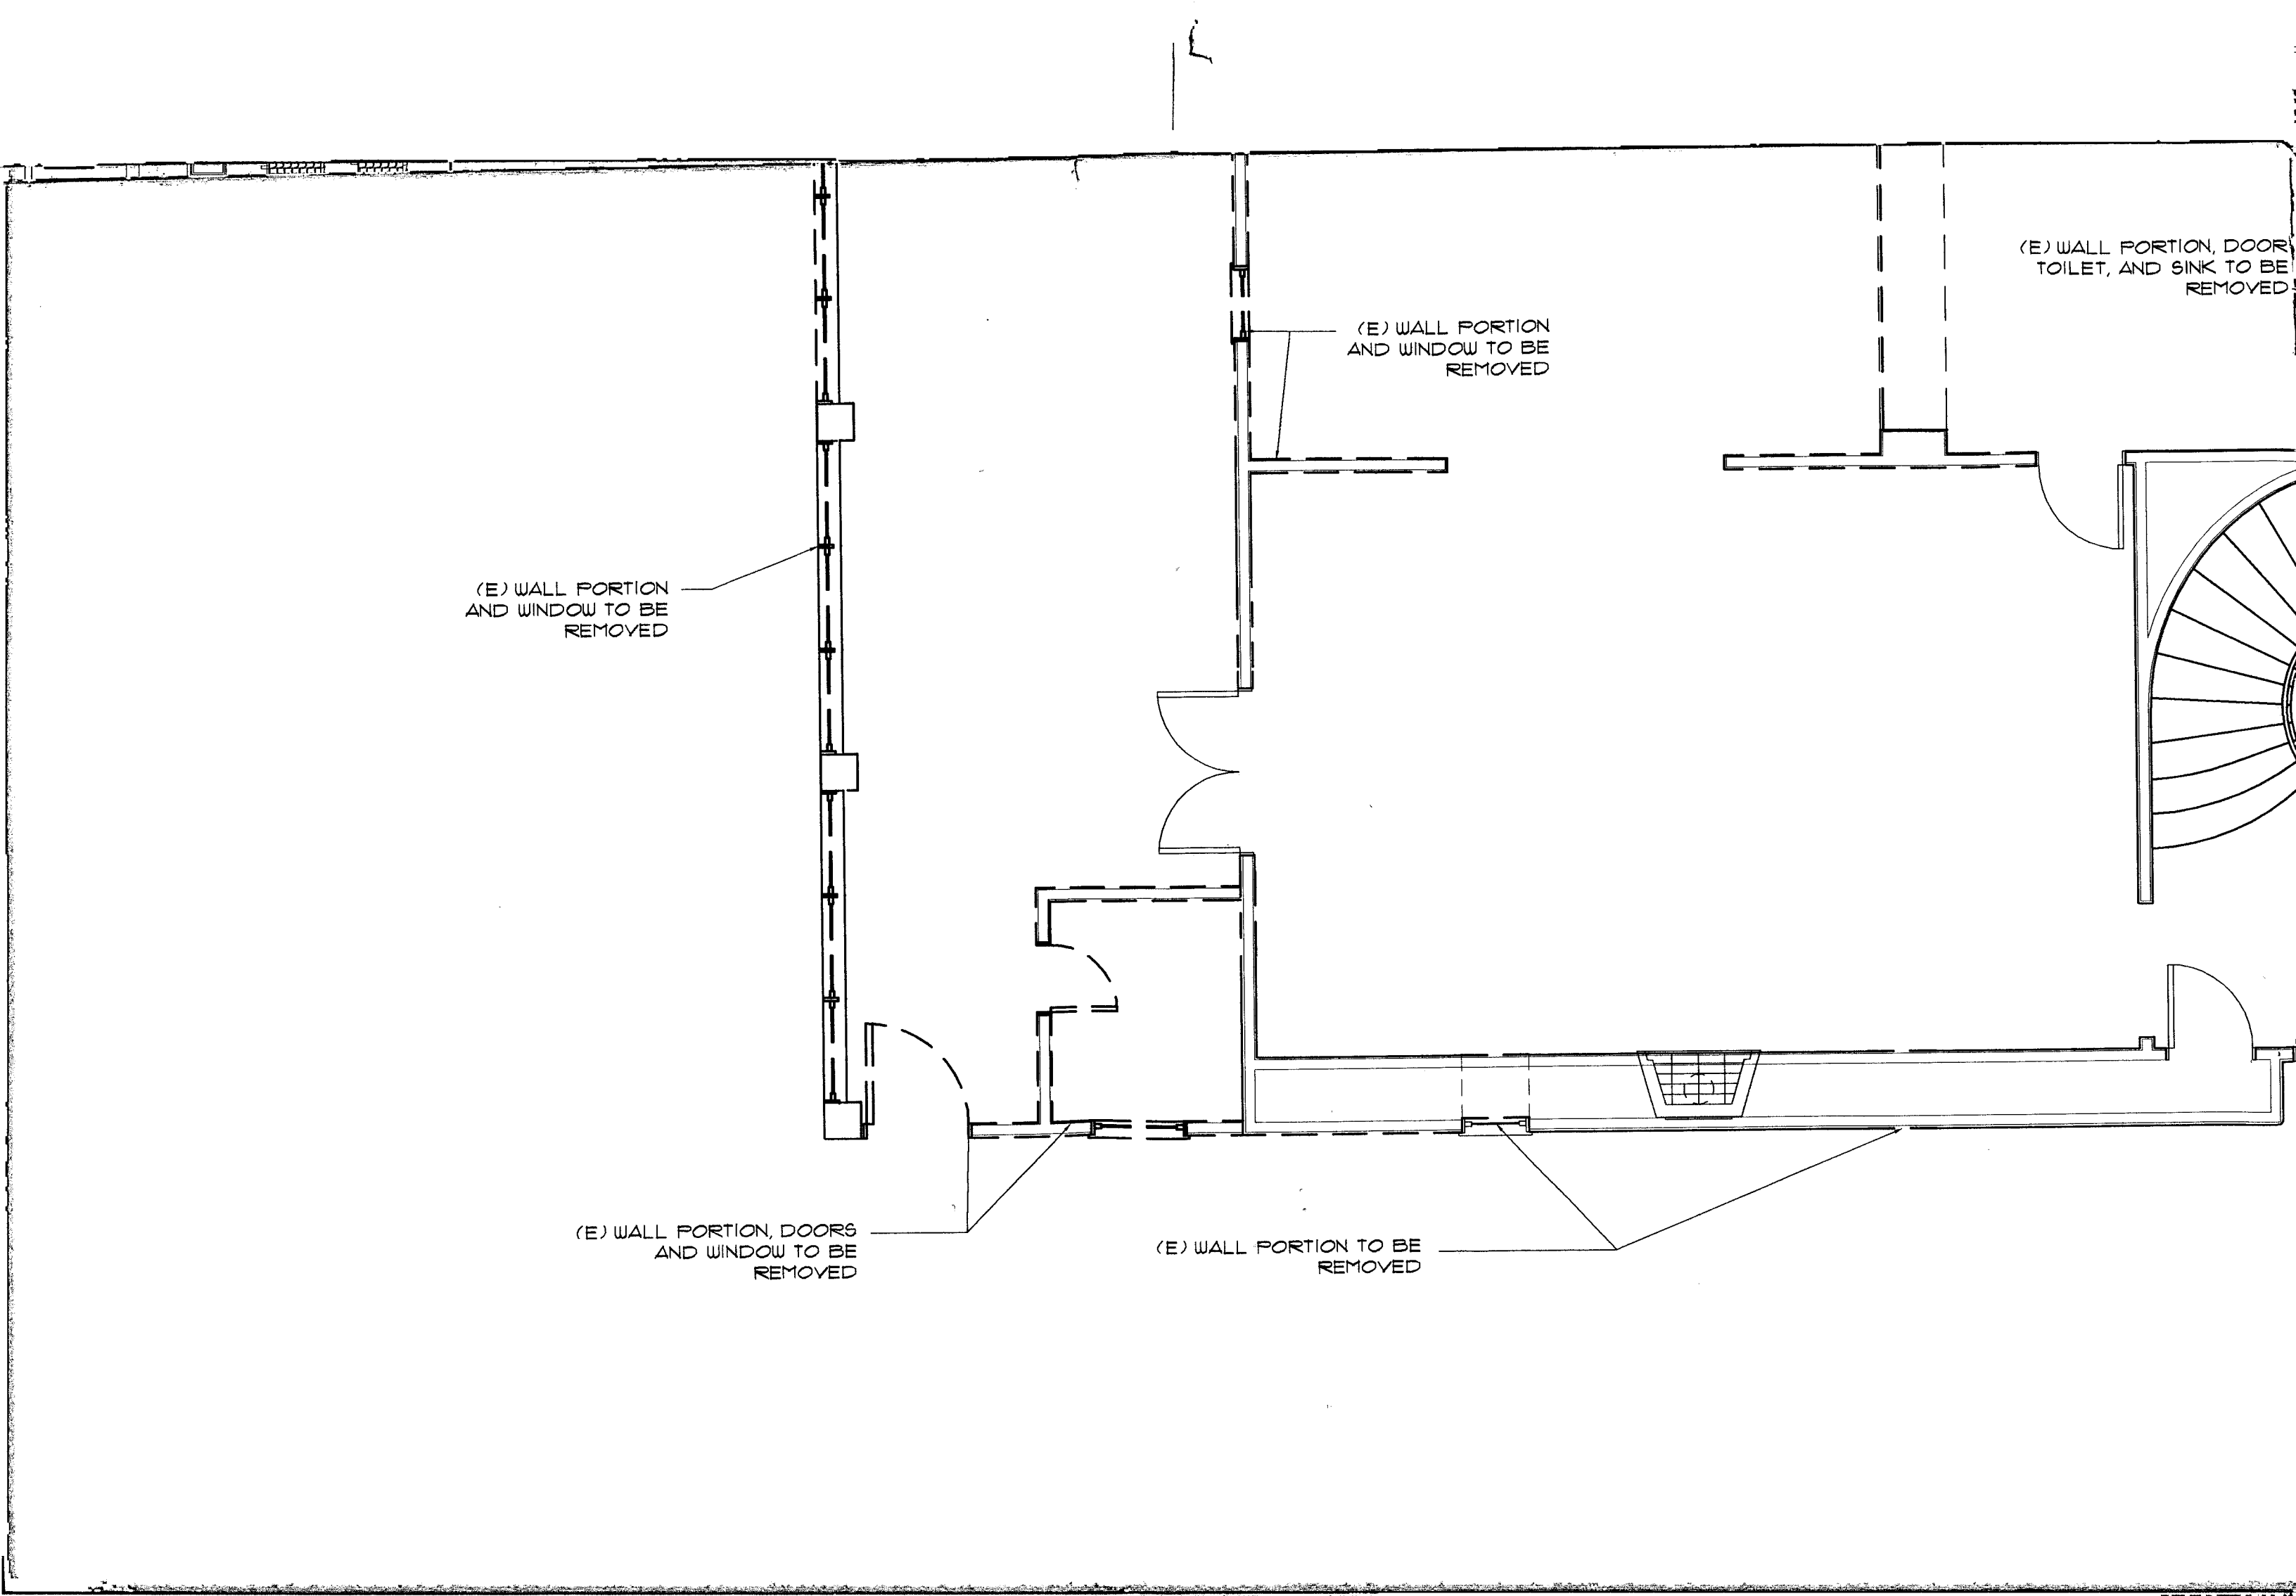 (E) WALL PORTION, DOOR
TOILET, AND SINK TO BE
REMOVED
(E) WALL PORTION
AND WINDOW TO BE
REMOVED
(E) WALL PORTION
AND WINDOW TO BE
REMOVED
(E) WALL PORTION, DOORS
AND WINDOW TO BE
REMOVED
(E) WALL PORTION TO BE
REMOVED